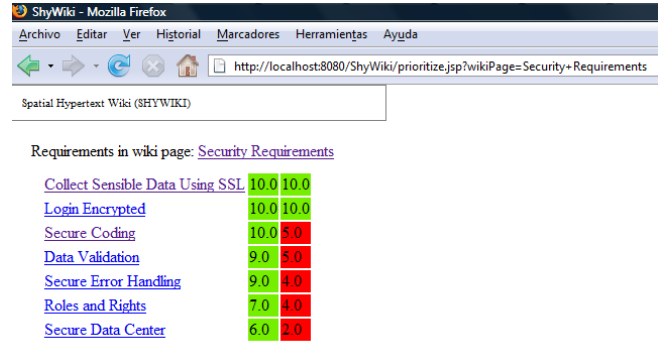 ShyWiki - Mozilla Firefox
Archivo Editar Ver Historial Marcadores Herramientas Ayuda
http://localhost:8080/ShyWiki/prioritize.jsp?wikiPage=Security+Requirements
Spatial Hypertext Wiki (SHYWIKI)
Requirements in wiki page: Security Requirements
Collect Sensible Data Using SSL 10.0 10.0
Login Encrypted 10.0 10.0
Secure Coding 10.0 5.0
Data Validation 9.0 5.0
Secure Error Handling 9.0 4.0
Roles and Rights 7.0 4.0
Secure Data Center 6.0 2.0